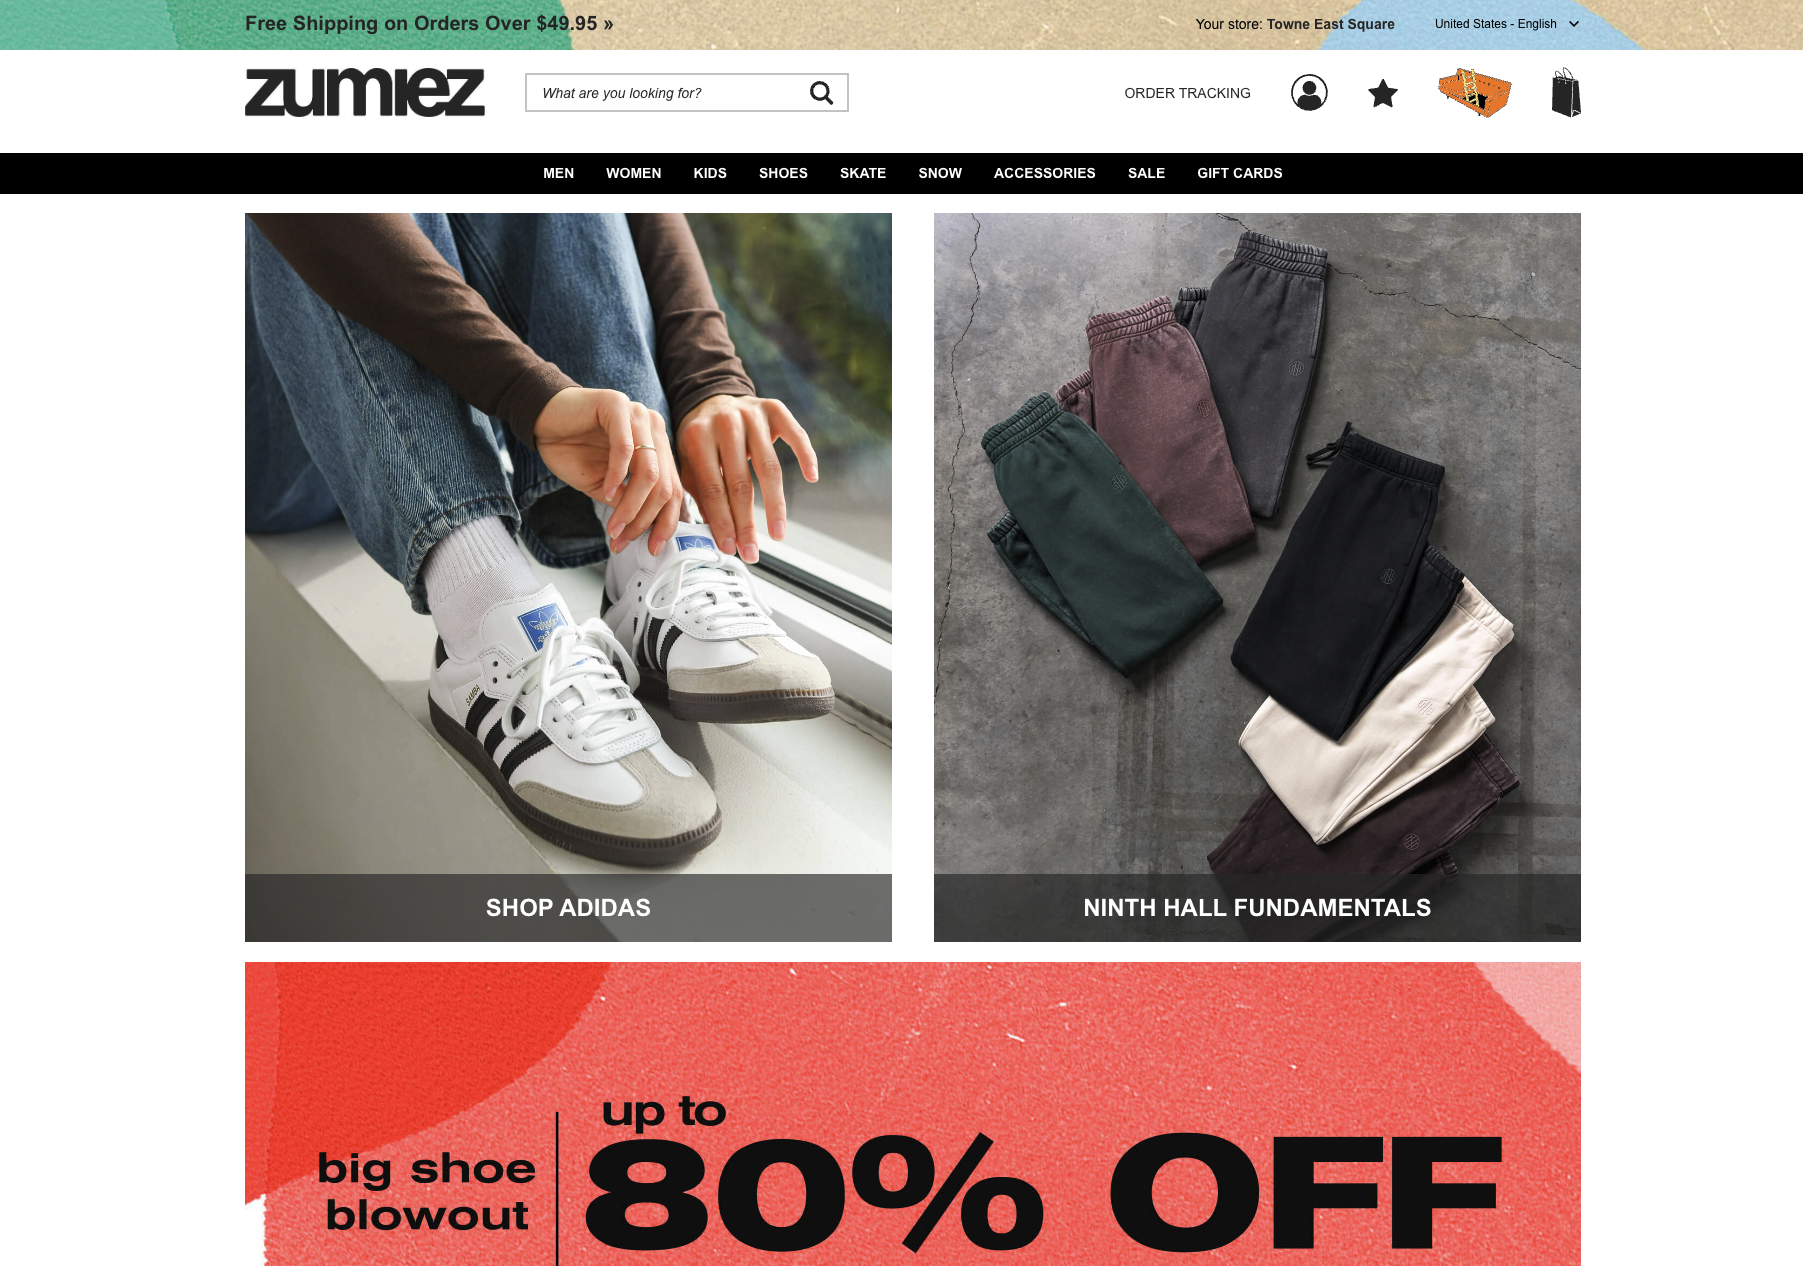 Free Shipping on Orders Over $49.95 »
Your store: Towne East Square
United States - English
zumiez
What are you looking for?
ORDER TRACKING
MEN WOMEN KIDS SHOES SKATE SNOW ACCESSORIES SALE GIFT CARDS
SAMBA
SHOP ADIDAS
NINTH HALL FUNDAMENTALS
big shoe
blowout
up to
80% OFF